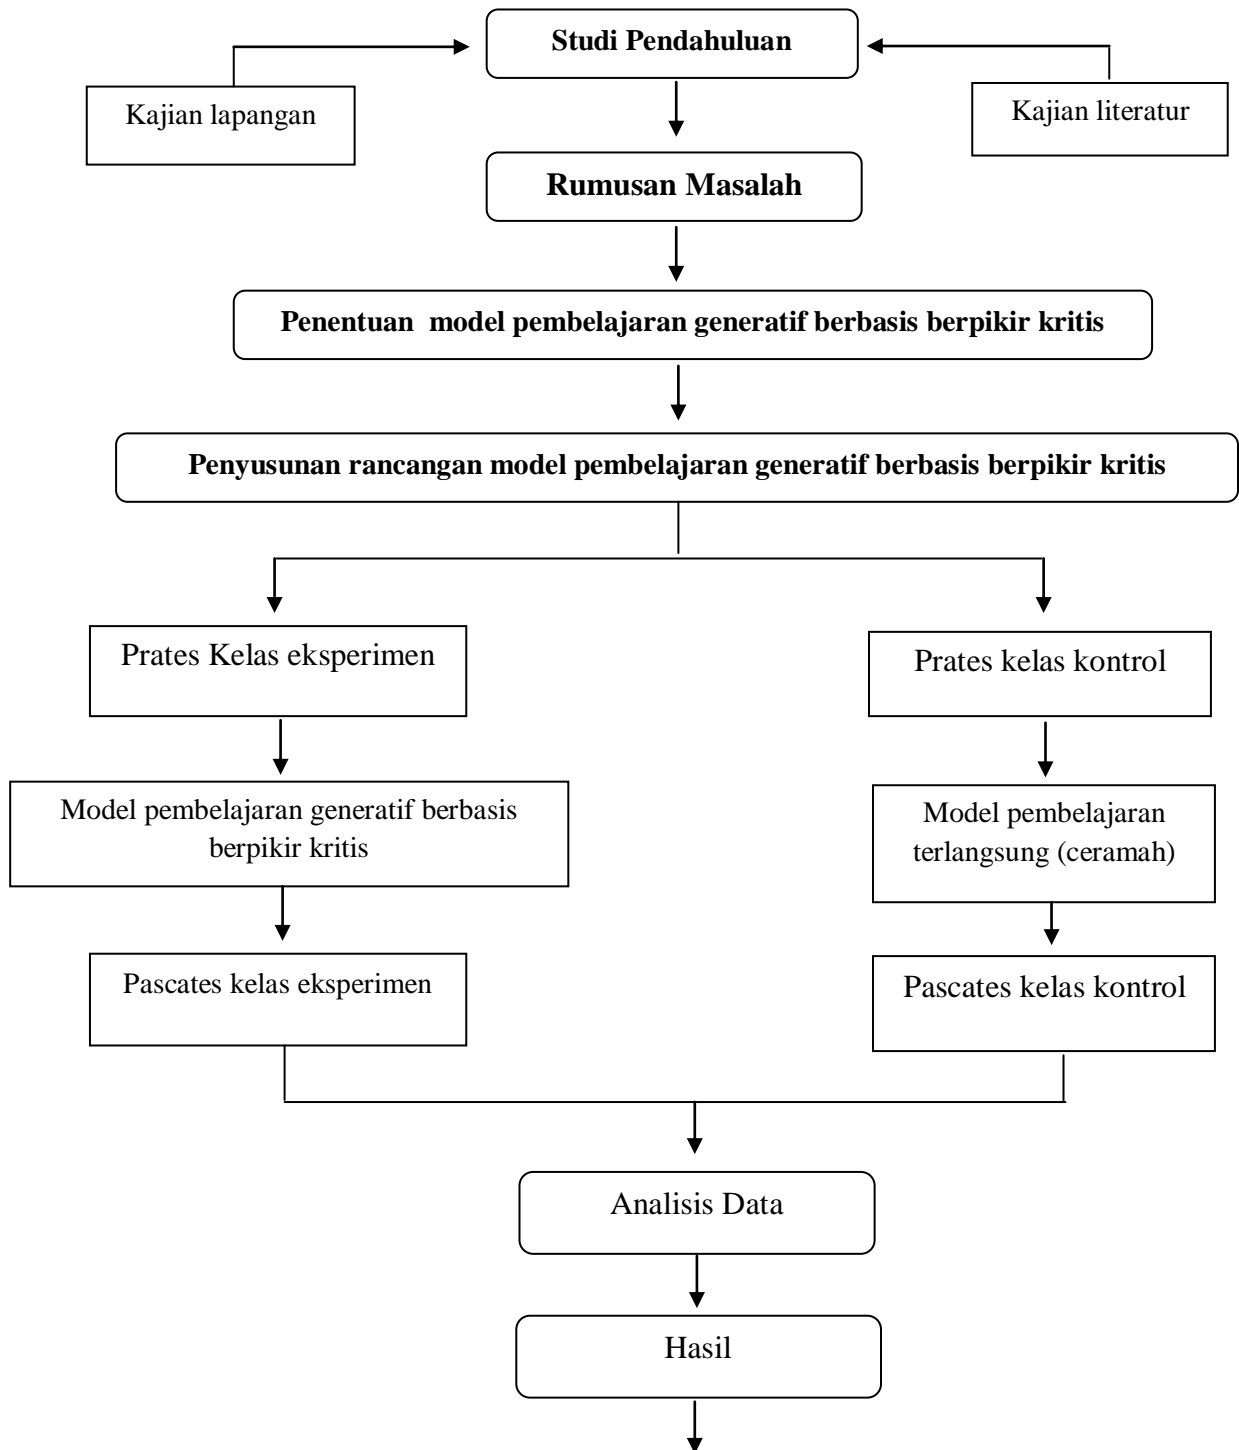 Studi Pendahuluan
Kajian lapangan
Kajian literatur
Rumusan Masalah
Penentuan  model pembelajaran generatif berbasis berpikir kritis
Penyusunan rancangan model pembelajaran generatif berbasis berpikir kritis
Prates Kelas eksperimen
Prates kelas kontrol
Model pembelajaran generatif berbasis
berpikir kritis
Model pembelajaran
terlangsung (ceramah)
Pascates kelas eksperimen
Pascates kelas kontrol
Analisis Data
Hasil